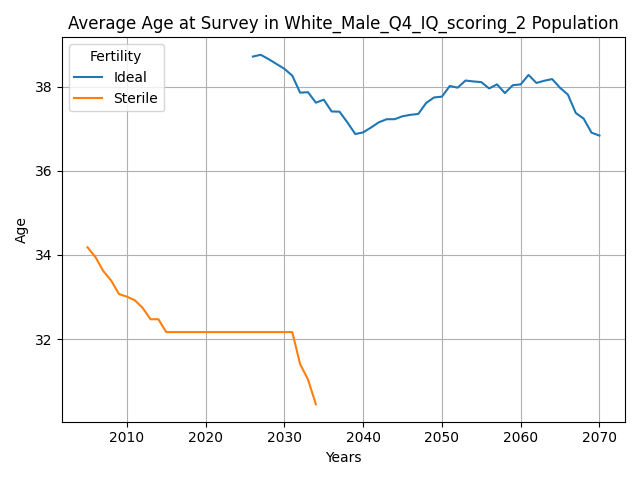 Average Age at Survey in White_Male_Q4_IQ_scoring_2 Population
Fertility
Ideal
Sterile
38
36
34
32
Age
2010 2020 2030 2040 2050 2060 2070
Years